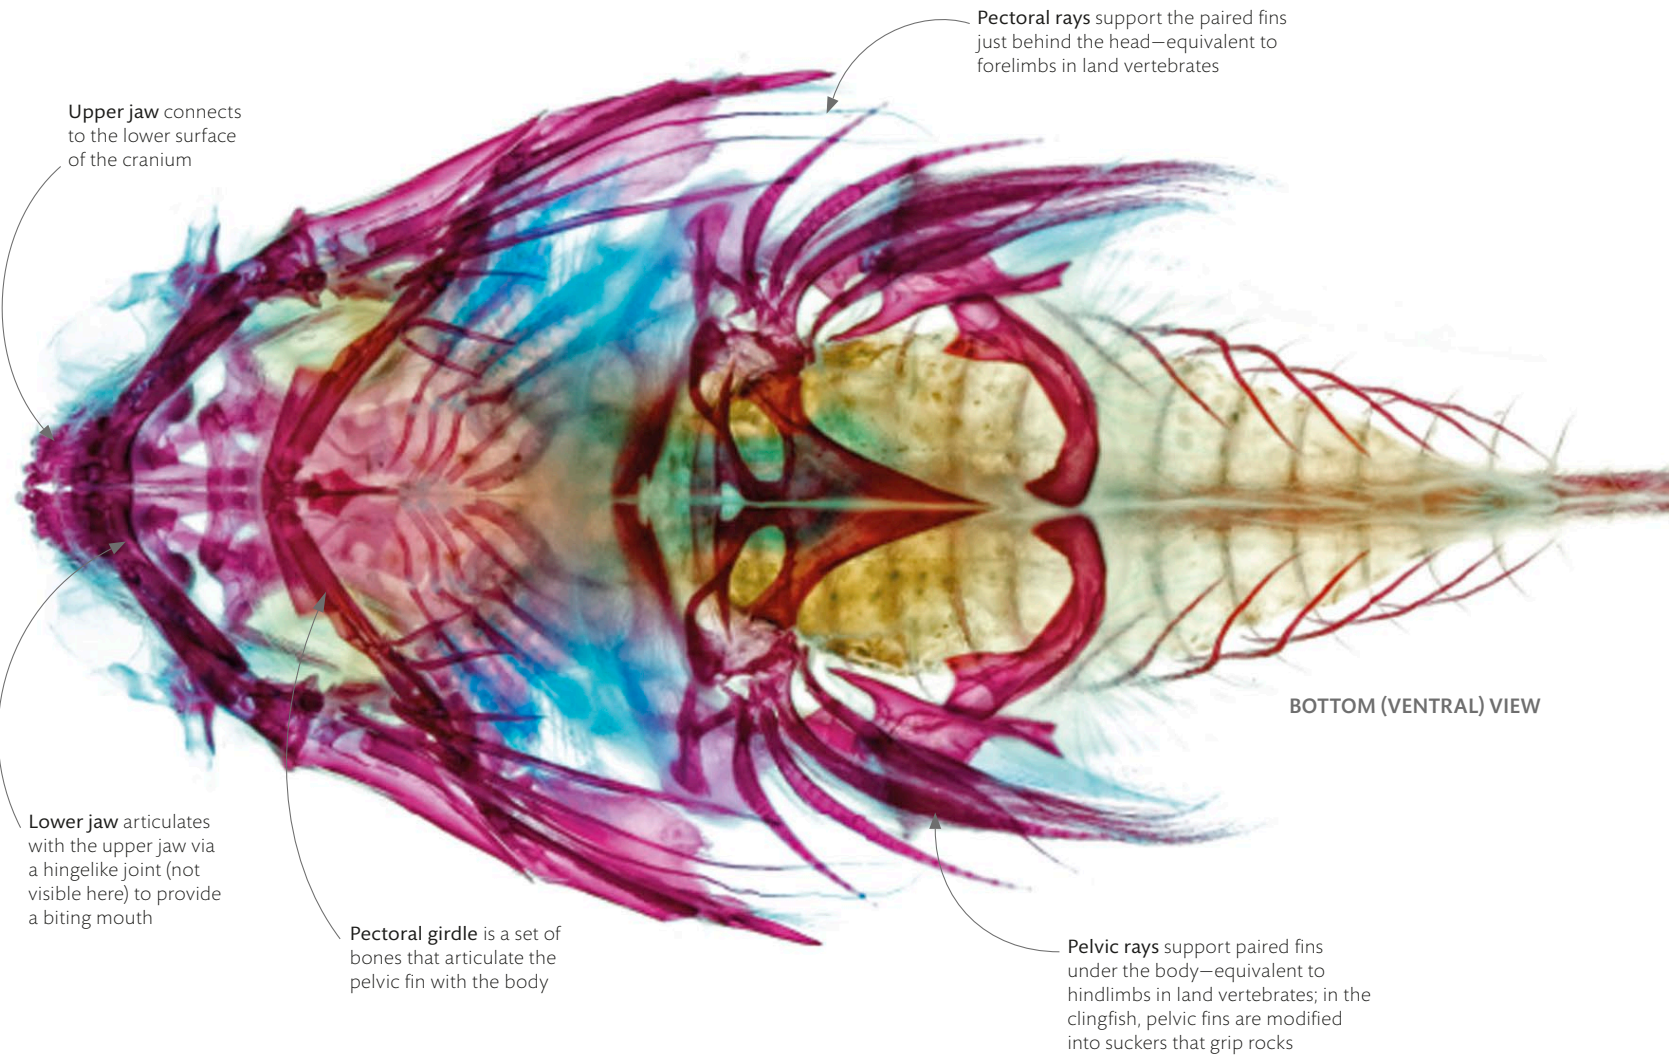 Pectoral rays support the paired fins
just behind the head—equivalent to
forelimbs in land vertebrates
Upper jaw connects
to the lower surface
of the cranium
BOTTOM (VENTRAL) VIEW
Lower jaw articulates
with the upper jaw via
a hingelike joint (not
visible here) to provide
a biting mouth
Pectoral girdle is a set of
bones that articulate the
pelvic fin with the body
Pelvic rays support paired fins
under the body—equivalent to
hindlimbs in land vertebrates; in the
clingfish, pelvic fins are modified
into suckers that grip rocks